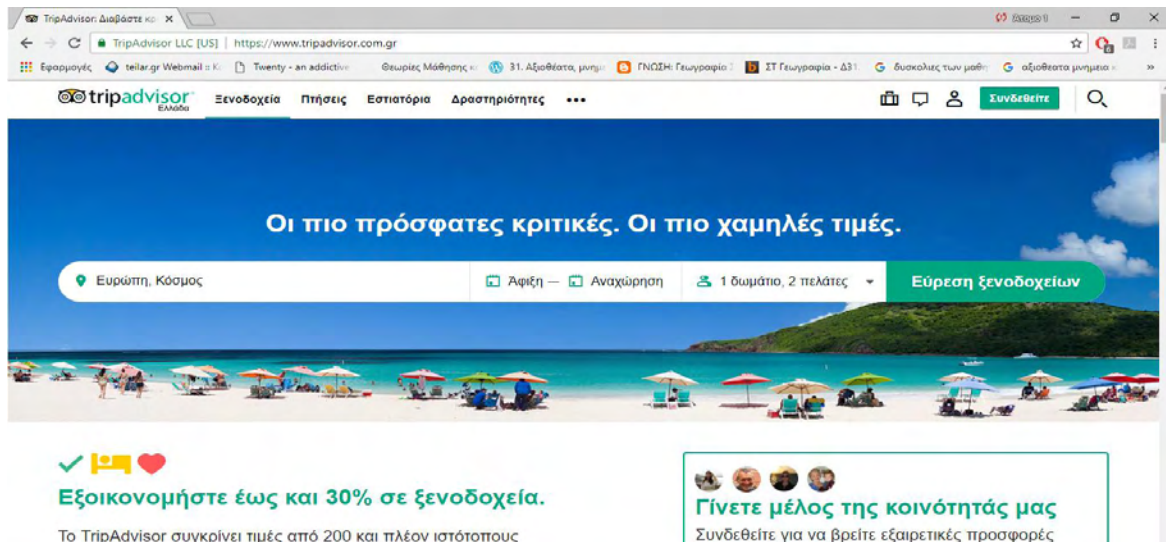 TripAdvisor: Διαβάστε κρ
Άτομο 1
TripAdvisor LLC [US] | https://www.tripadvisor.com.gr
Εφαρμογές teilar.gr Webmail :: Twenty - an addictive Θεωρίες Μάθησης κ 31. Αξιοθέατα, μνημ ΓΝΩΣΗ: Γεωγραφία ΣΤ Γεωγραφία - Δ31 δυσκολιες των μαθη αξιοθεατα μνημεια κ »
tripadvisor Ξενοδοχεία Πτήσεις Εστιατόρια Δραστηριότητες Συνδεθείτε
Ελλάδα
Οι πιο πρόσφατες κριτικές. Οι πιο χαμηλές τιμές.
Ευρώπη, Κόσμος Άφιξη — Αναχώρηση 1 δωμάτιο, 2 πελάτες Εύρεση ξενοδοχείων
Εξοικονομήστε έως και 30% σε ξενοδοχεία.
Το TripAdvisor συγκρίνει τιμές από 200 και πλέον ιστότοπους
Γίνετε μέλος της κοινότητάς μας
Συνδεθείτε για να βρείτε εξαιρετικές προσφορές